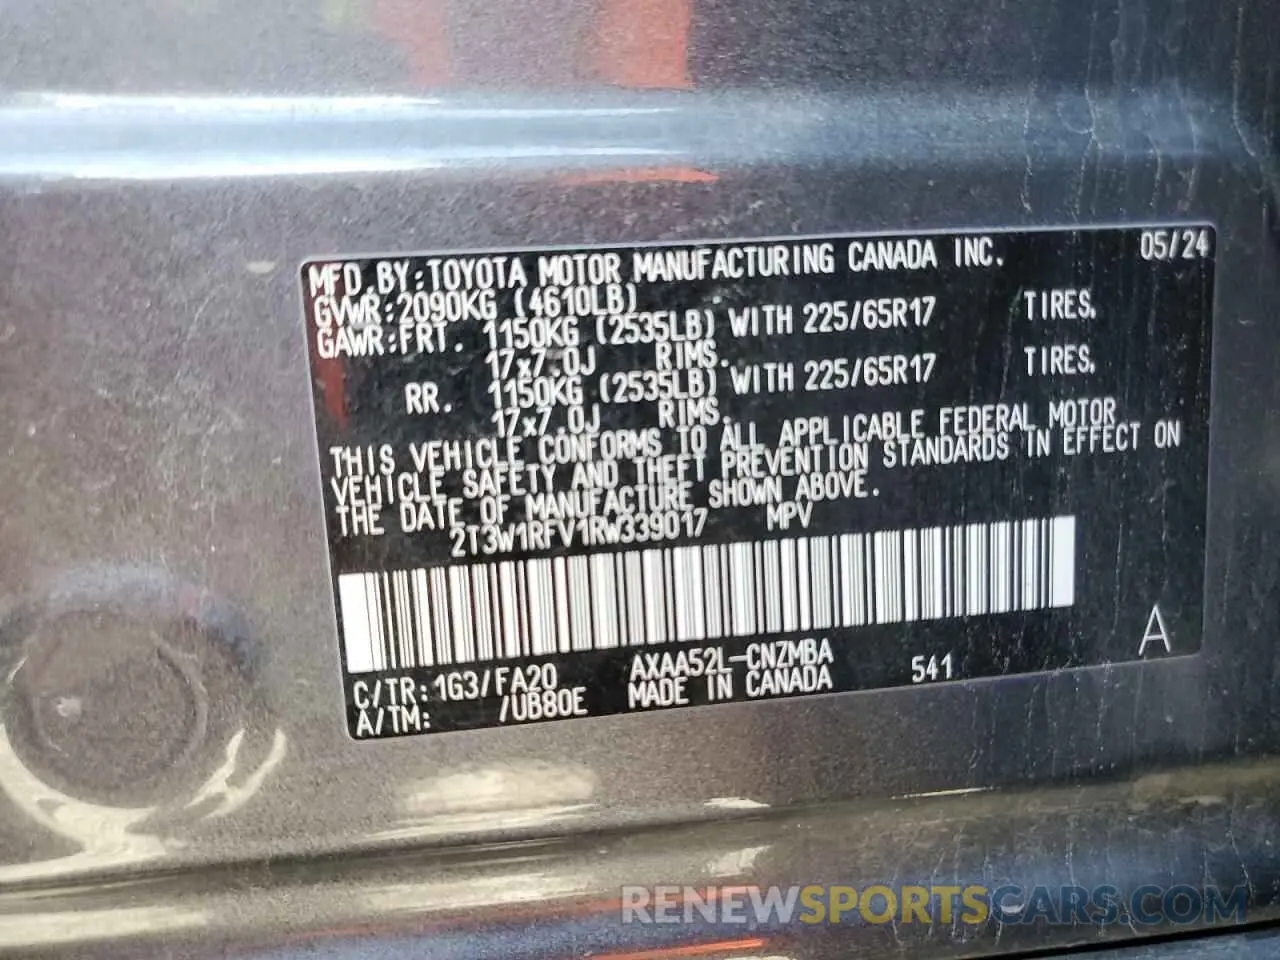 MFD.BY:TOYOTA MOTOR MANUFACTURING CANADA INC. 05/24
GVWR:2090KG (4610LB)
GAWR:FRT. 1150KG (2535LB) WITH 225/65R17 TIRES,
17x7.0J RIMS.
RR. 1150KG (2535LB) WITH 225/65R17 TIRES,
17x7.0J RIMS.
THIS VEHICLE CONFORMS TO ALL APPLICABLE FEDERAL MOTOR
VEHICLE SAFETY AND THEFT PREVENTION STANDARDS IN EFFECT ON
THE DATE OF MANUFACTURE SHOWN ABOVE.
2T3W1RFV1RW339017 MPV
A
C/TR:1G3/FA20 AXAA52L-CNZMBA 541
A/TM: /UB80E MADE IN CANADA
RENEWSPORTSCARS.COM